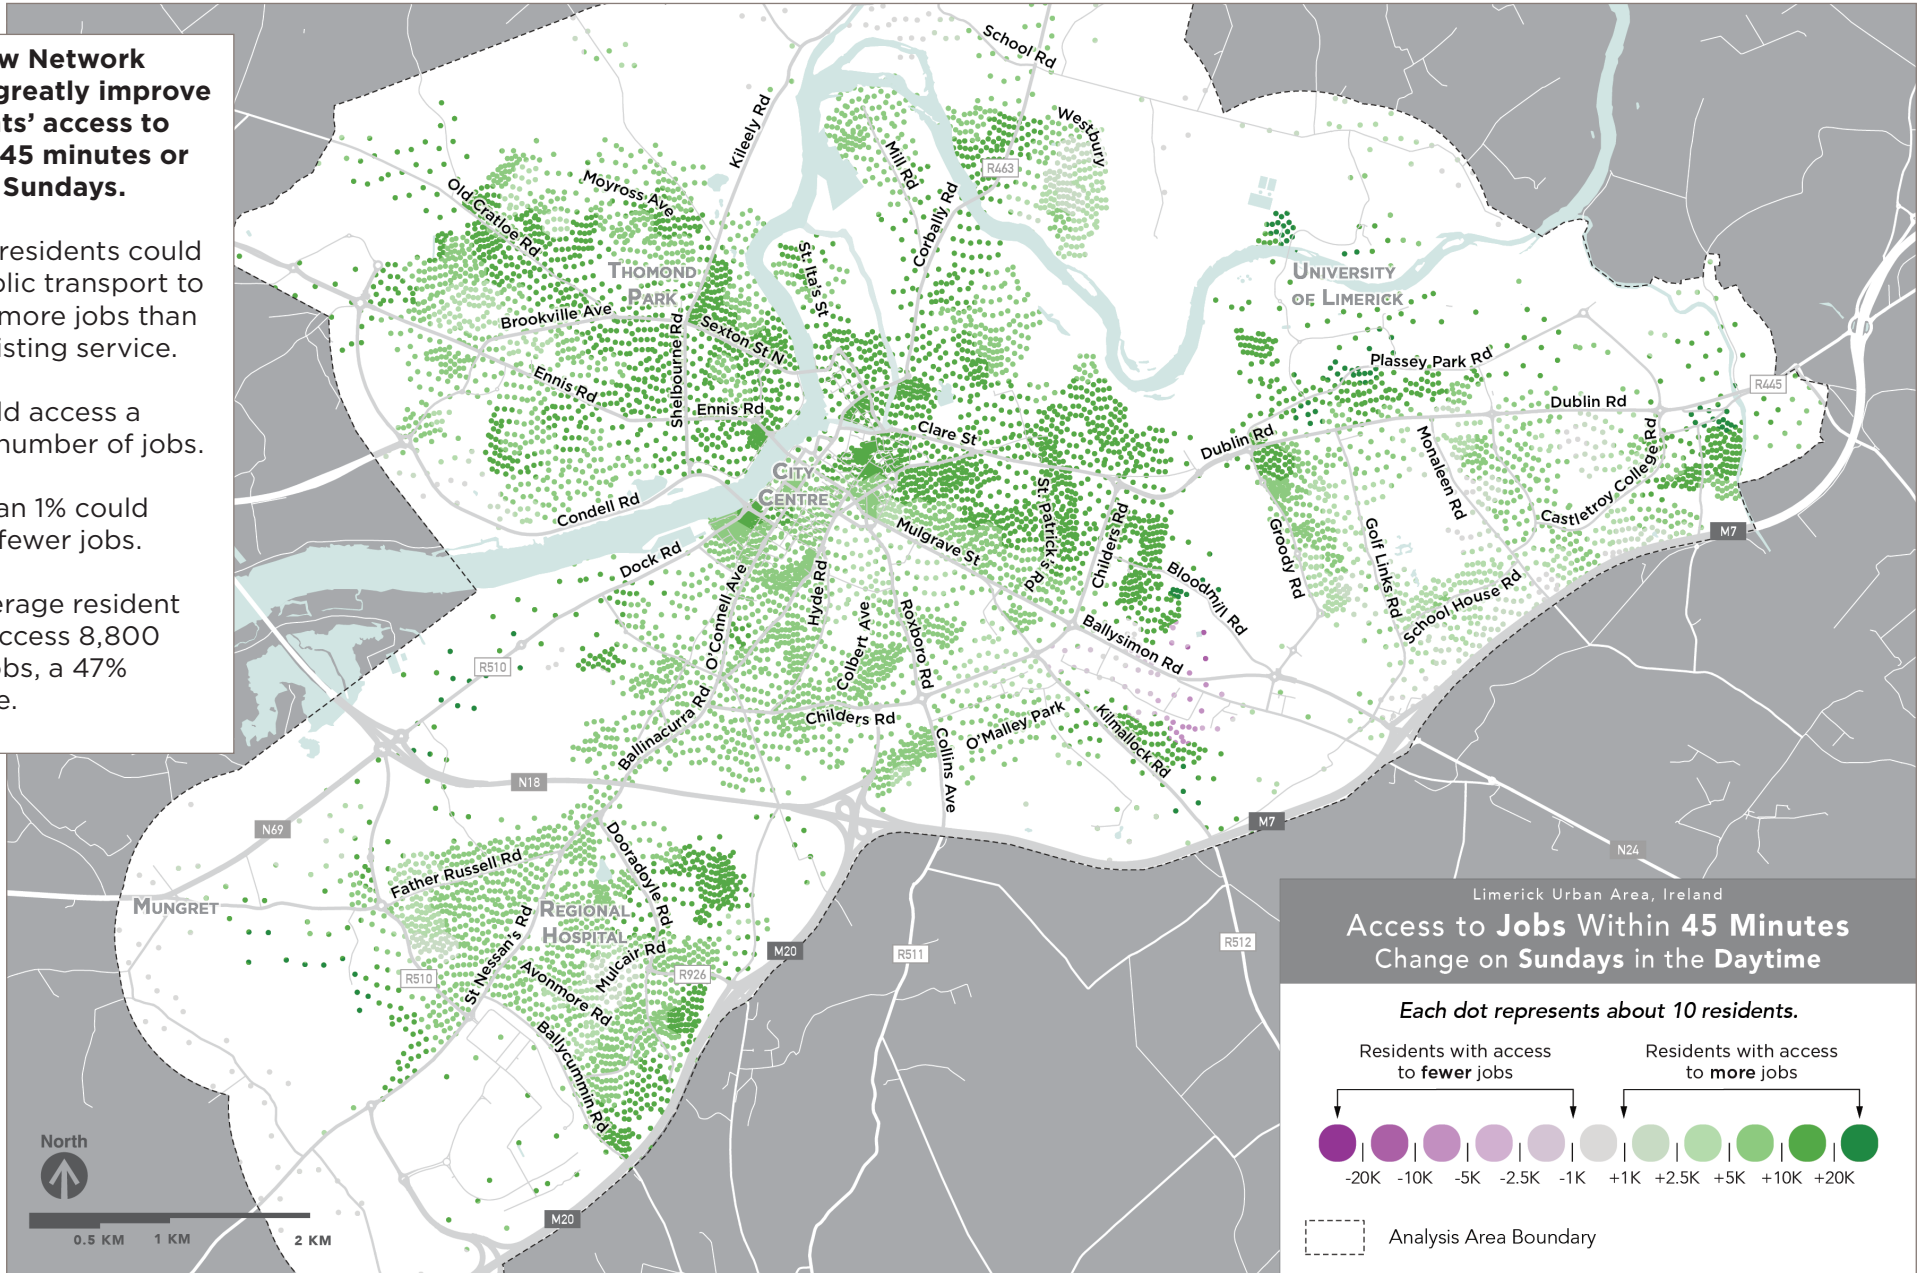 w Network
greatly improve
ts' access to
45 minutes or
Sundays.
residents could
blic transport to
more jobs than
isting service.
ld access a
number of jobs.
an 1% could
fewer jobs.
erage resident
ccess 8,800
obs, a 47%
e.
School Rd
Kileely Rd
Westbury
Mill Rd
R463
Moyross Ave
Old Cratloe Rd
Corbally Rd
St. Ita's St
THOMOND
PARK
UNIVERSITY
OF LIMERICK
Brookville Ave
Sexton St N.
Shelbourne Rd
Ennis Rd
Ennis Rd
Plassey Park Rd
R445
Dublin Rd
Clare St
Dublin Rd
Monaleen Rd
CITY
CENTRE
St. Patrick's Rd
Castletroy College Rd
Condell Rd
Mulgrave St
Childers Rd
Groody Rd
Golf Links Rd
M7
Dock Rd
Bloodmill Rd
O'Connell Ave
Hyde Rd
Colbert Ave
Roxboro Rd
School House Rd
Ballysimon Rd
R510
Childers Rd
O'Malley Park
Kilmallock Rd
Ballinacurra Rd
Collins Ave
N18
N69
M7
N24
Father Russell Rd
Dooradoyle Rd
MUNGRET
REGIONAL
HOSPITAL
St Nessan's Rd
Mulcair Rd
M20
R511
R512
R510
Avonmore Rd
R926
Ballycummin Rd
M20
Limerick Urban Area, Ireland
Access to Jobs Within 45 Minutes
Change on Sundays in the Daytime
Each dot represents about 10 residents.
Residents with access
to fewer jobs
Residents with access
to more jobs
-20K -10K -5K -2.5K -1K +1K +2.5K +5K +10K +20K
Analysis Area Boundary
North
0.5 KM 1 KM 2 KM